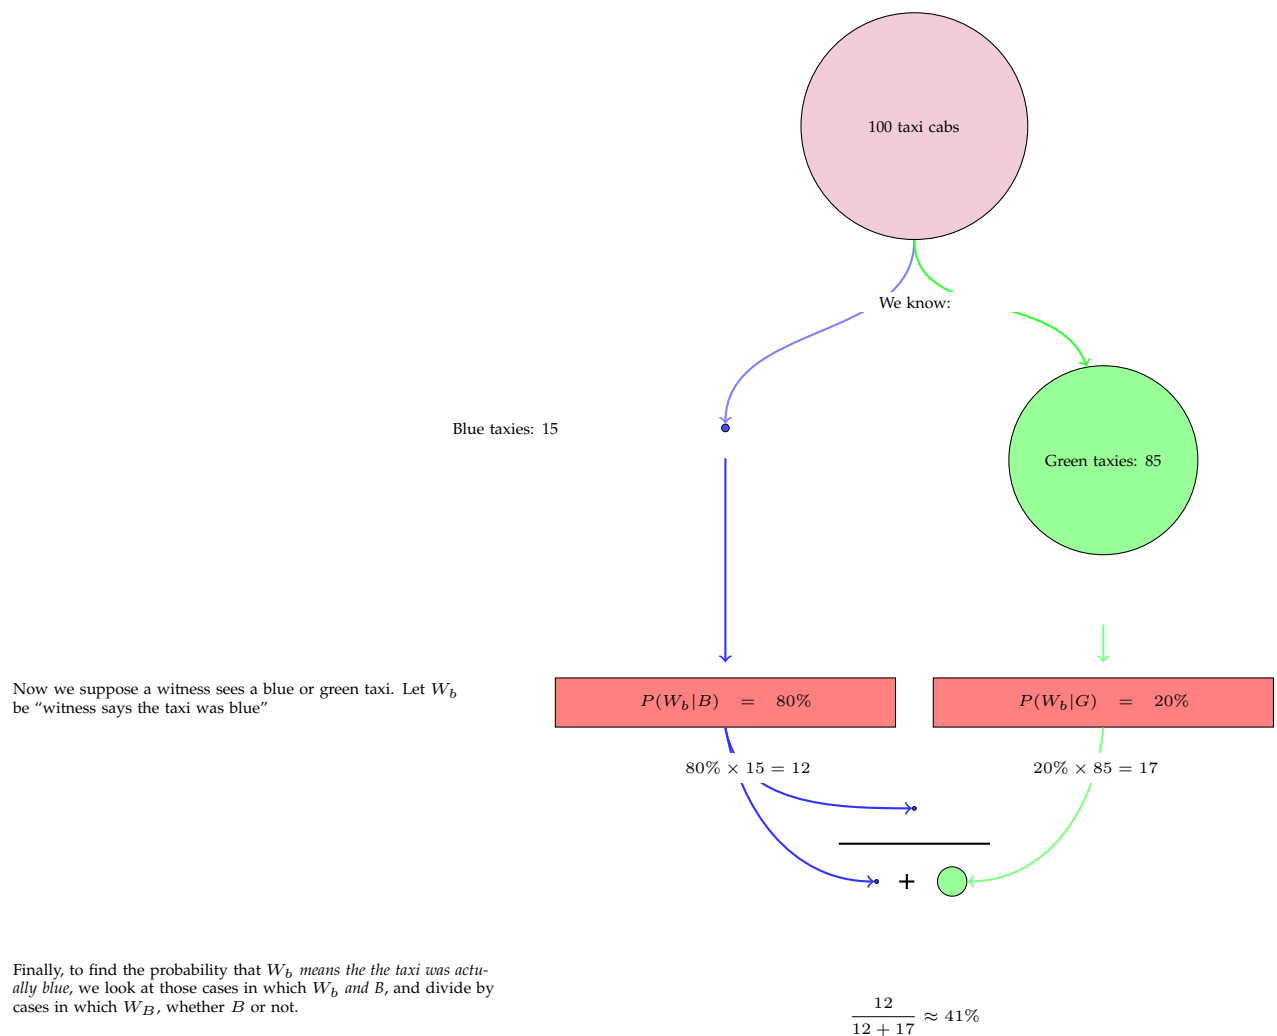 100 taxi cabs
We know:
Blue taxies: 15
Green taxies: 85
Now we suppose a witness sees a blue or green taxi. Let W_b
be “witness says the taxi was blue”
P(W_b|B) = 80%
P(W_b|G) = 20%
80% × 15 = 12
20% × 85 = 17
+
Finally, to find the probability that W_b means the the taxi was actu-
ally blue, we look at those cases in which W_b and B, and divide by
cases in which W_B, whether B or not.
12
12 + 17
≈ 41%